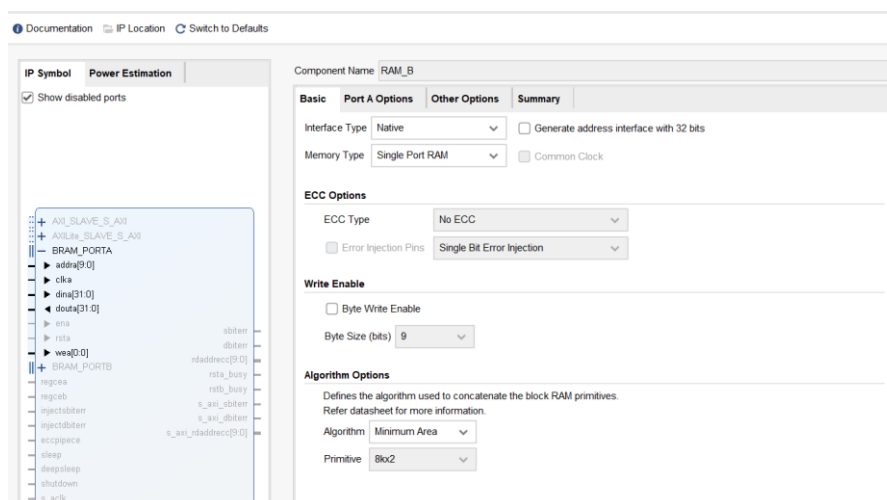 Documentation IP Location Switch to Defaults
IP Symbol Power Estimation
Show disabled ports
AXI_SLAVE_S_AXI
AXILite_SLAVE_S_AXI
BRAM_PORTA
addra[9:0]
clka
dina[31:0]
douta[31:0]
ena
rsta
wea[0:0]
BRAM_PORTB
regcea
regceb
injectsbiterr
injectdbiterr
eccpipece
sleep
deepsleep
shutdown
s_aclk
sbiterr
dbiterr
rdaddrecc[9:0]
rsta_busy
rstb_busy
s_axi_sbiterr
s_axi_dbiterr
s_axi_rdaddrecc[9:0]
Component Name RAM_B
Basic Port A Options Other Options Summary
Interface Type Native Generate address interface with 32 bits
Memory Type Single Port RAM Common Clock
ECC Options
ECC Type No ECC
Error Injection Pins Single Bit Error Injection
Write Enable
Byte Write Enable
Byte Size (bits) 9
Algorithm Options
Defines the algorithm used to concatenate the block RAM primitives.
Refer datasheet for more information.
Algorithm Minimum Area
Primitive 8kx2